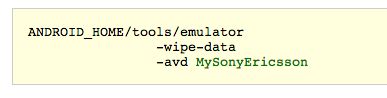 ANDROID_HOME/tools/emulator
-wipe-data
-avd MySonyEricsson